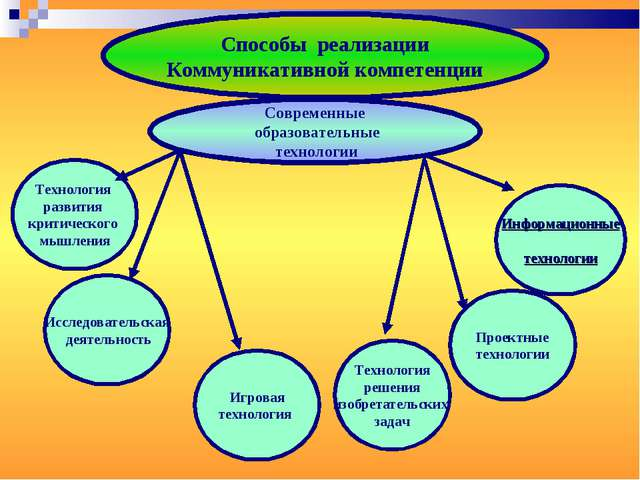 Способы реализации
Коммуникативной компетенции
Современные
образовательные
технологии
Технология
развития
критического
мышления
Исследовательская
деятельность
Игровая
технология
Технология
решения
изобретательских
задач
Проектные
технологии
Информационные
технологии